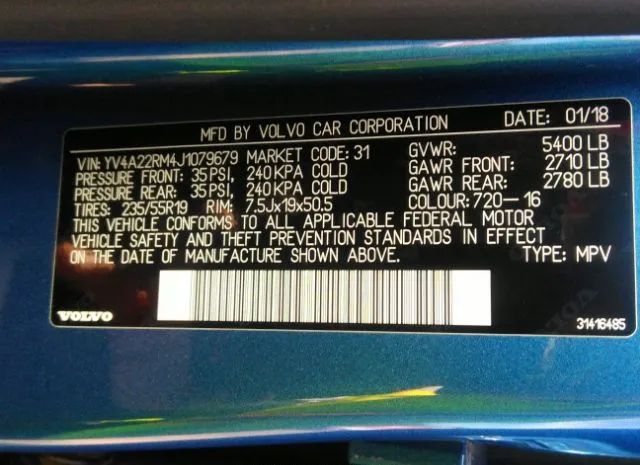 MFD BY VOLVO CAR CORPORATION DATE: 01/18
VIN: YV4A22RM4J1079679 MARKET CODE: 31 GVWR: 5400 LB
PRESSURE FRONT: 35 PSI, 240 KPA COLD GAWR FRONT: 2710 LB
PRESSURE REAR: 35 PSI, 240 KPA COLD GAWR REAR: 2780 LB
TIRES: 235/55R19 RIM: 7,5Jx19x50.5 COLOUR: 720-16
THIS VEHICLE CONFORMS TO ALL APPLICABLE FEDERAL MOTOR
VEHICLE SAFETY AND THEFT PREVENTION STANDARDS IN EFFECT
ON THE DATE OF MANUFACTURE SHOWN ABOVE. TYPE: MPV
VOLVO 31416485